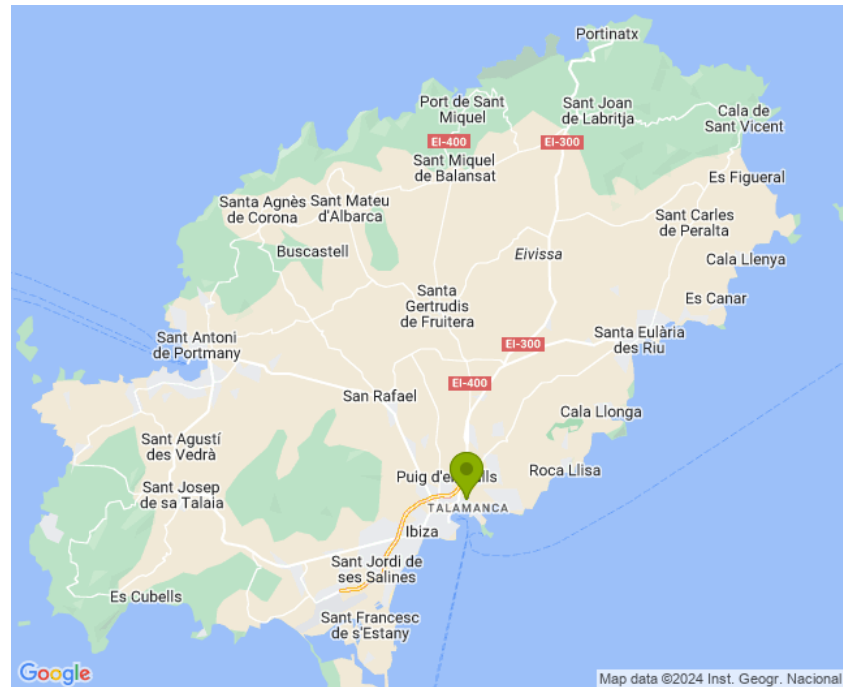 Portinatx
Port de Sant
Miquel
Sant Joan
de Labritja
Cala de
Sant Vicent
EI-400
EI-300
Sant Miquel
de Balansat
Es Figueral
Santa Agnès
de Corona
Sant Mateu
d'Albarca
Sant Carles
de Peralta
Buscastell
Eivissa
Cala Llenya
Santa
Gertrudis
de Fruitera
Es Canar
Sant Antoni
de Portmany
Santa Eulària
des Riu
EI-300
EI-400
San Rafael
Cala Llonga
Sant Agustí
des Vedrà
Roca Llisa
Sant Josep
de sa Talaia
TALAMANCA
Ibiza
Sant Jordi de
ses Salines
Es Cubells
Sant Francesc
de s'Estany
Google
Map data ©2024 Inst. Geogr. Nacional